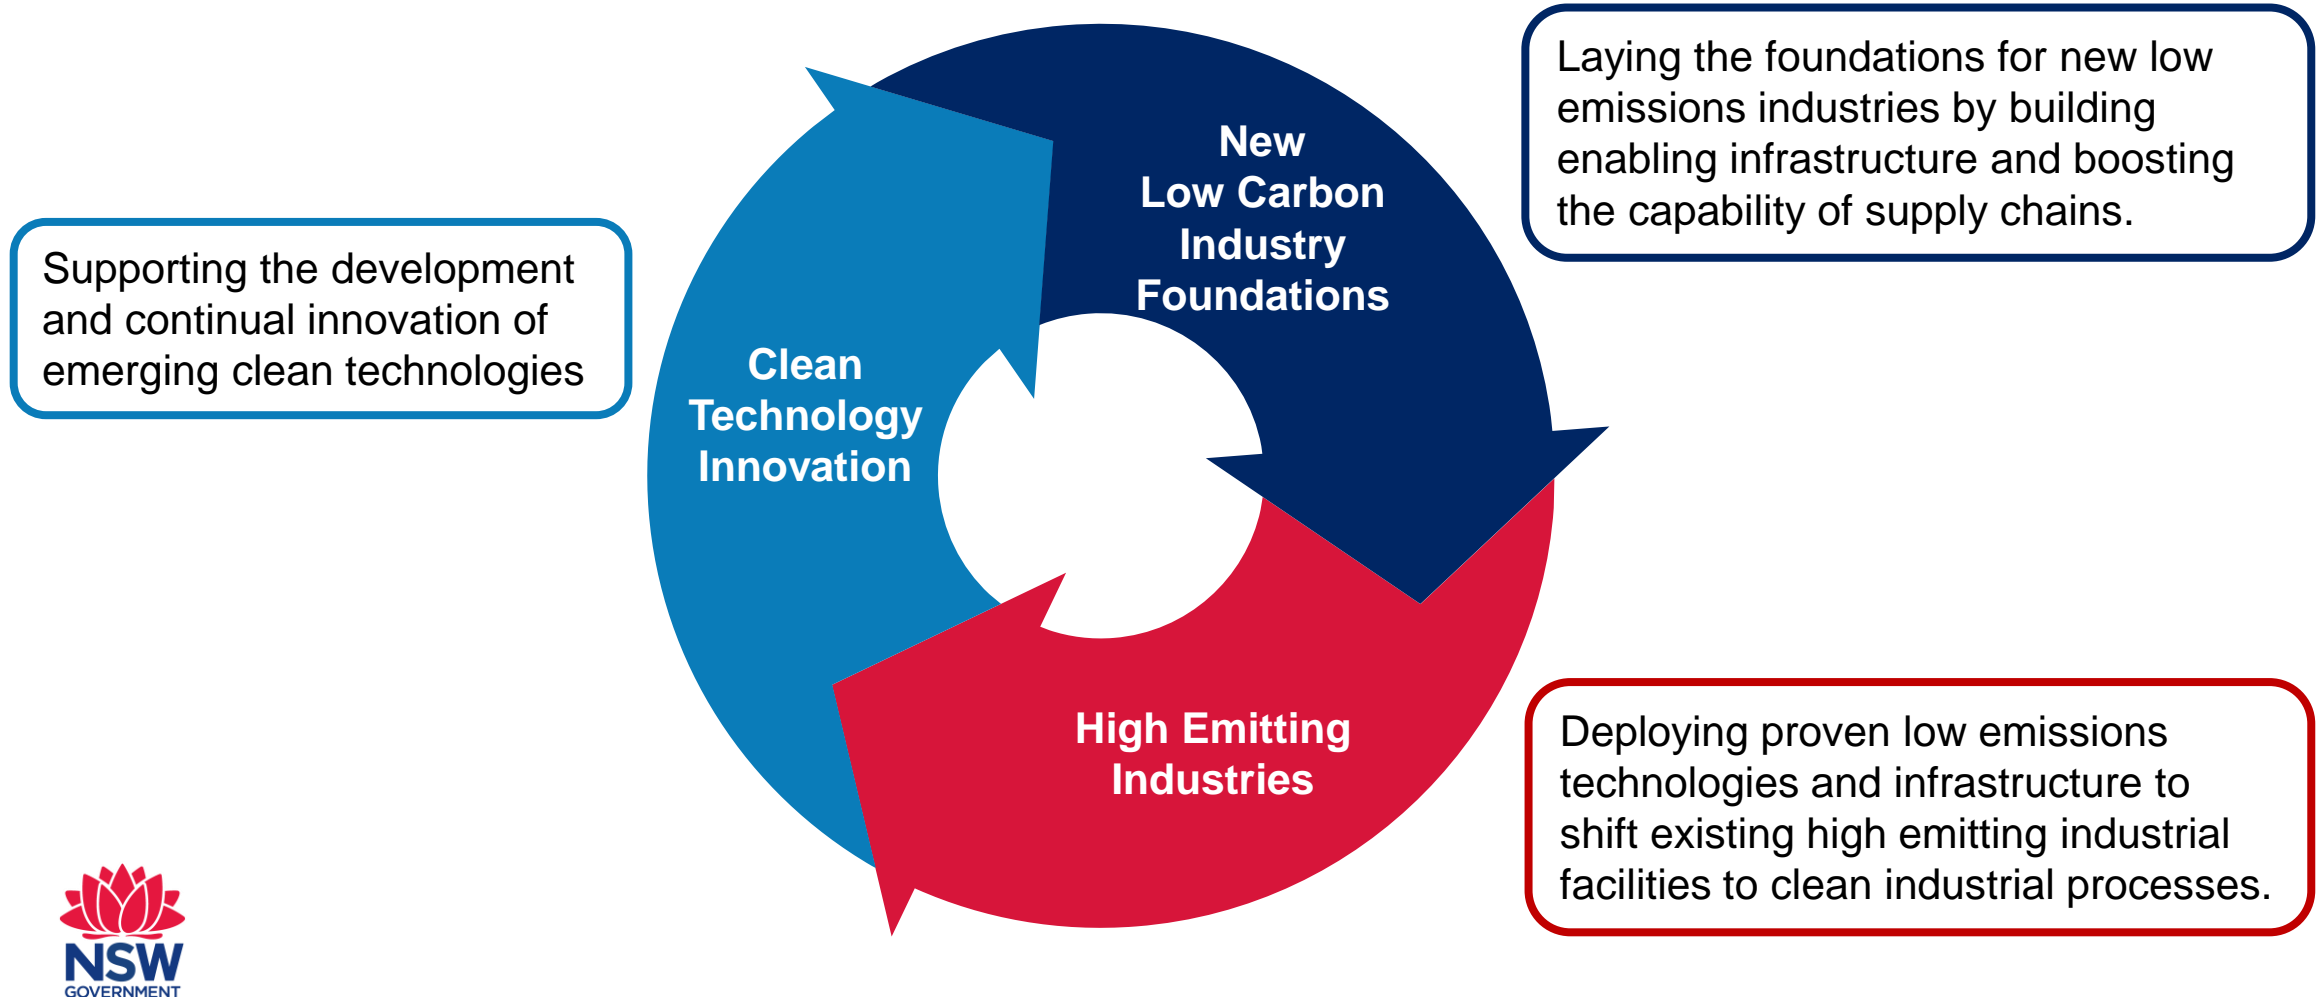 Laying the foundations for new low
emissions industries by building
enabling infrastructure and boosting
the capability of supply chains.
New
Low Carbon
Industry
Foundations
Supporting the development
and continual innovation of
emerging clean technologies
Clean
Technology
Innovation
High Emitting
Industries
Deploying proven low emissions
technologies and infrastructure to
shift existing high emitting industrial
facilities to clean industrial processes.
NSW
GOVERNMENT